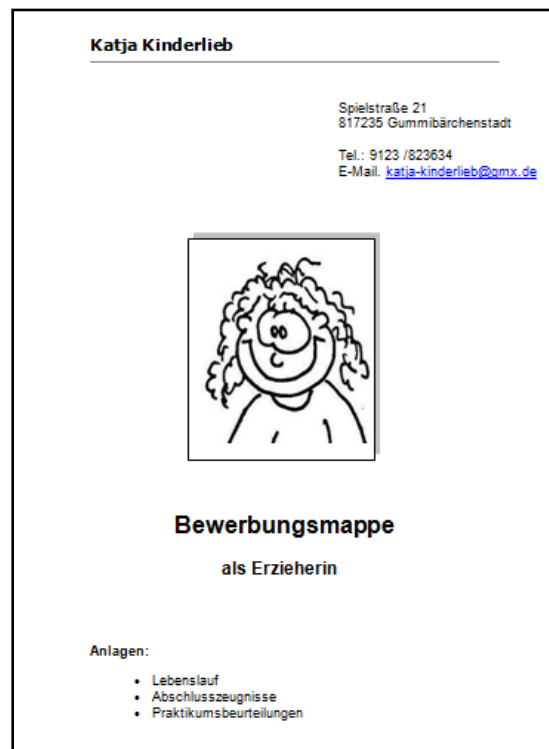 Katja Kinderlieb
Spielstraße 21
817235 Gummibärchenstadt
Tel.: 9123 /823634
E-Mail. katja-kinderlieb@gmx.de
Bewerbungsmappe
als Erzieherin
Anlagen:
• Lebenslauf
• Abschlusszeugnisse
• Praktikumsbeurteilungen